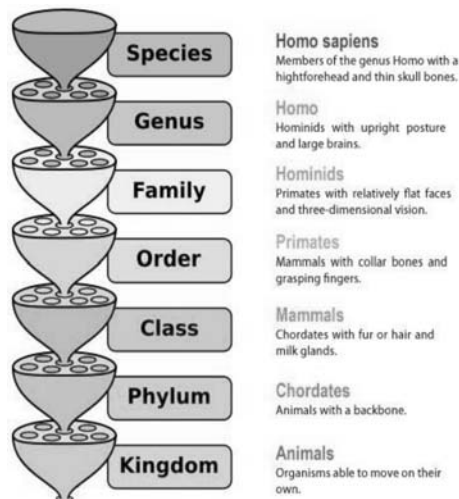 Species
Homo sapiens
Members of the genus Homo with a
hightforehead and thin skull bones.
Genus
Homo
Hominids with upright posture
and large brains.
Family
Hominids
Primates with relatively flat faces
and three-dimensional vision.
Order
Primates
Mammals with collar bones and
grasping fingers.
Class
Mammals
Chordates with fur or hair and
milk glands.
Phylum
Chordates
Animals with a backbone.
Kingdom
Animals
Organisms able to move on their
own.